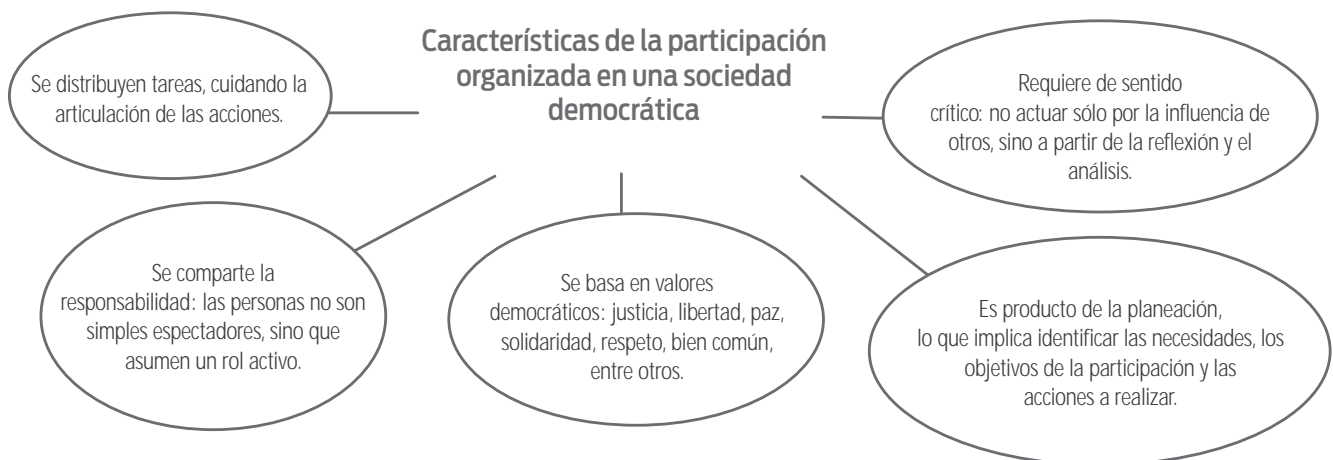 Características de la participación
organizada en una sociedad
democrática
Se distribuyen tareas, cuidando la
articulación de las acciones.
Requiere de sentido
crítico: no actuar sólo por la influencia de
otros, sino a partir de la reflexión y el
análisis.
Se comparte la
responsabilidad: las personas no son
simples espectadores, sino que
asumen un rol activo.
Se basa en valores
democráticos: justicia, libertad, paz,
solidaridad, respeto, bien común,
entre otros.
Es producto de la planeación,
lo que implica identificar las necesidades, los
objetivos de la participación y las
acciones a realizar.